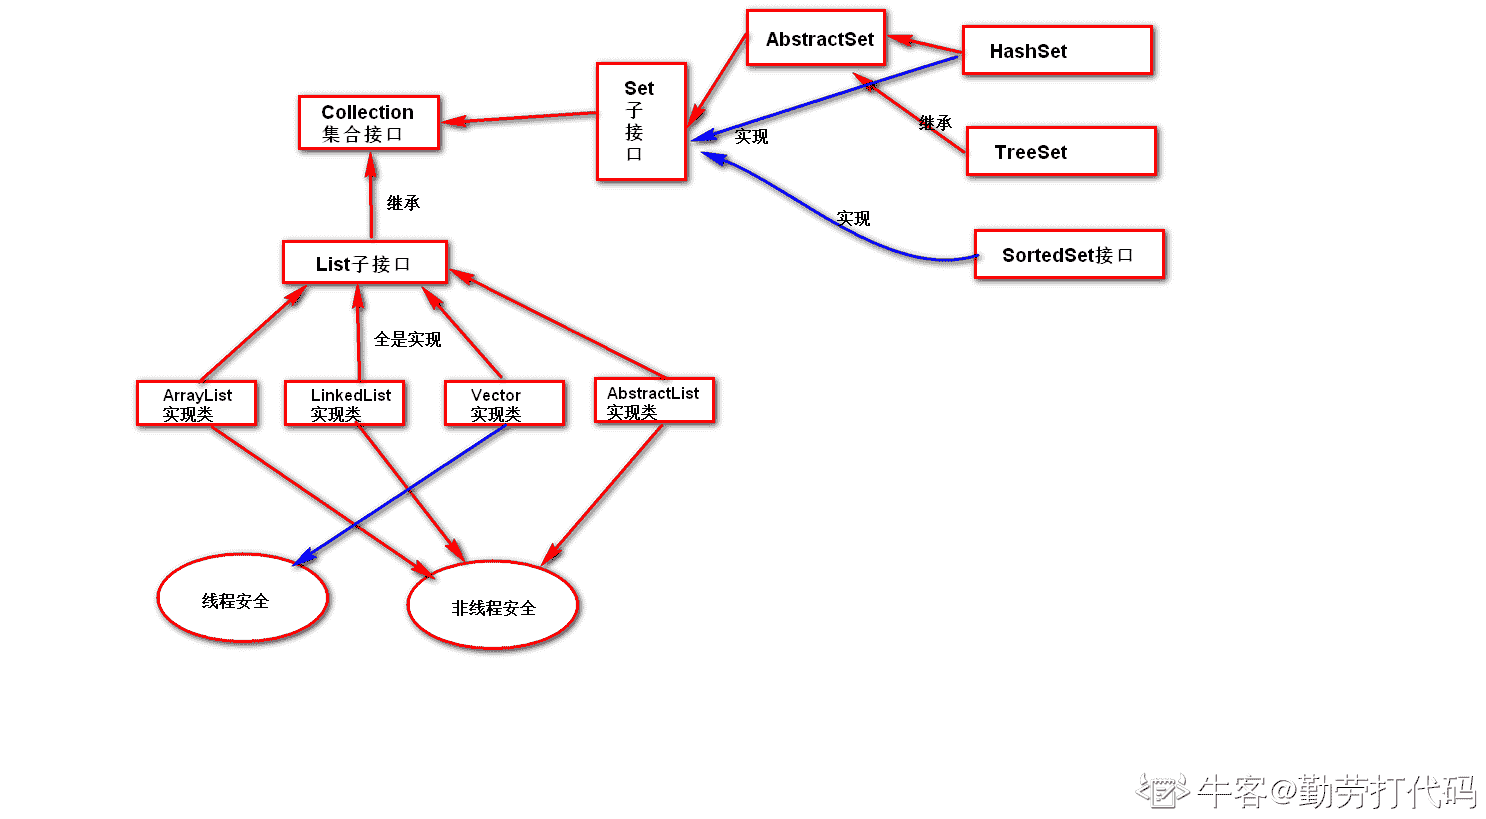 AbstractSet
HashSet
Set
子
接
口
Collection
集合接口
实现
继承
TreeSet
继承
实现
SortedSet接口
List子接口
全是实现
ArrayList
实现类
LinkedList
实现类
Vector
实现类
AbstractList
实现类
线程安全
非线程安全
牛客@勤劳打代码